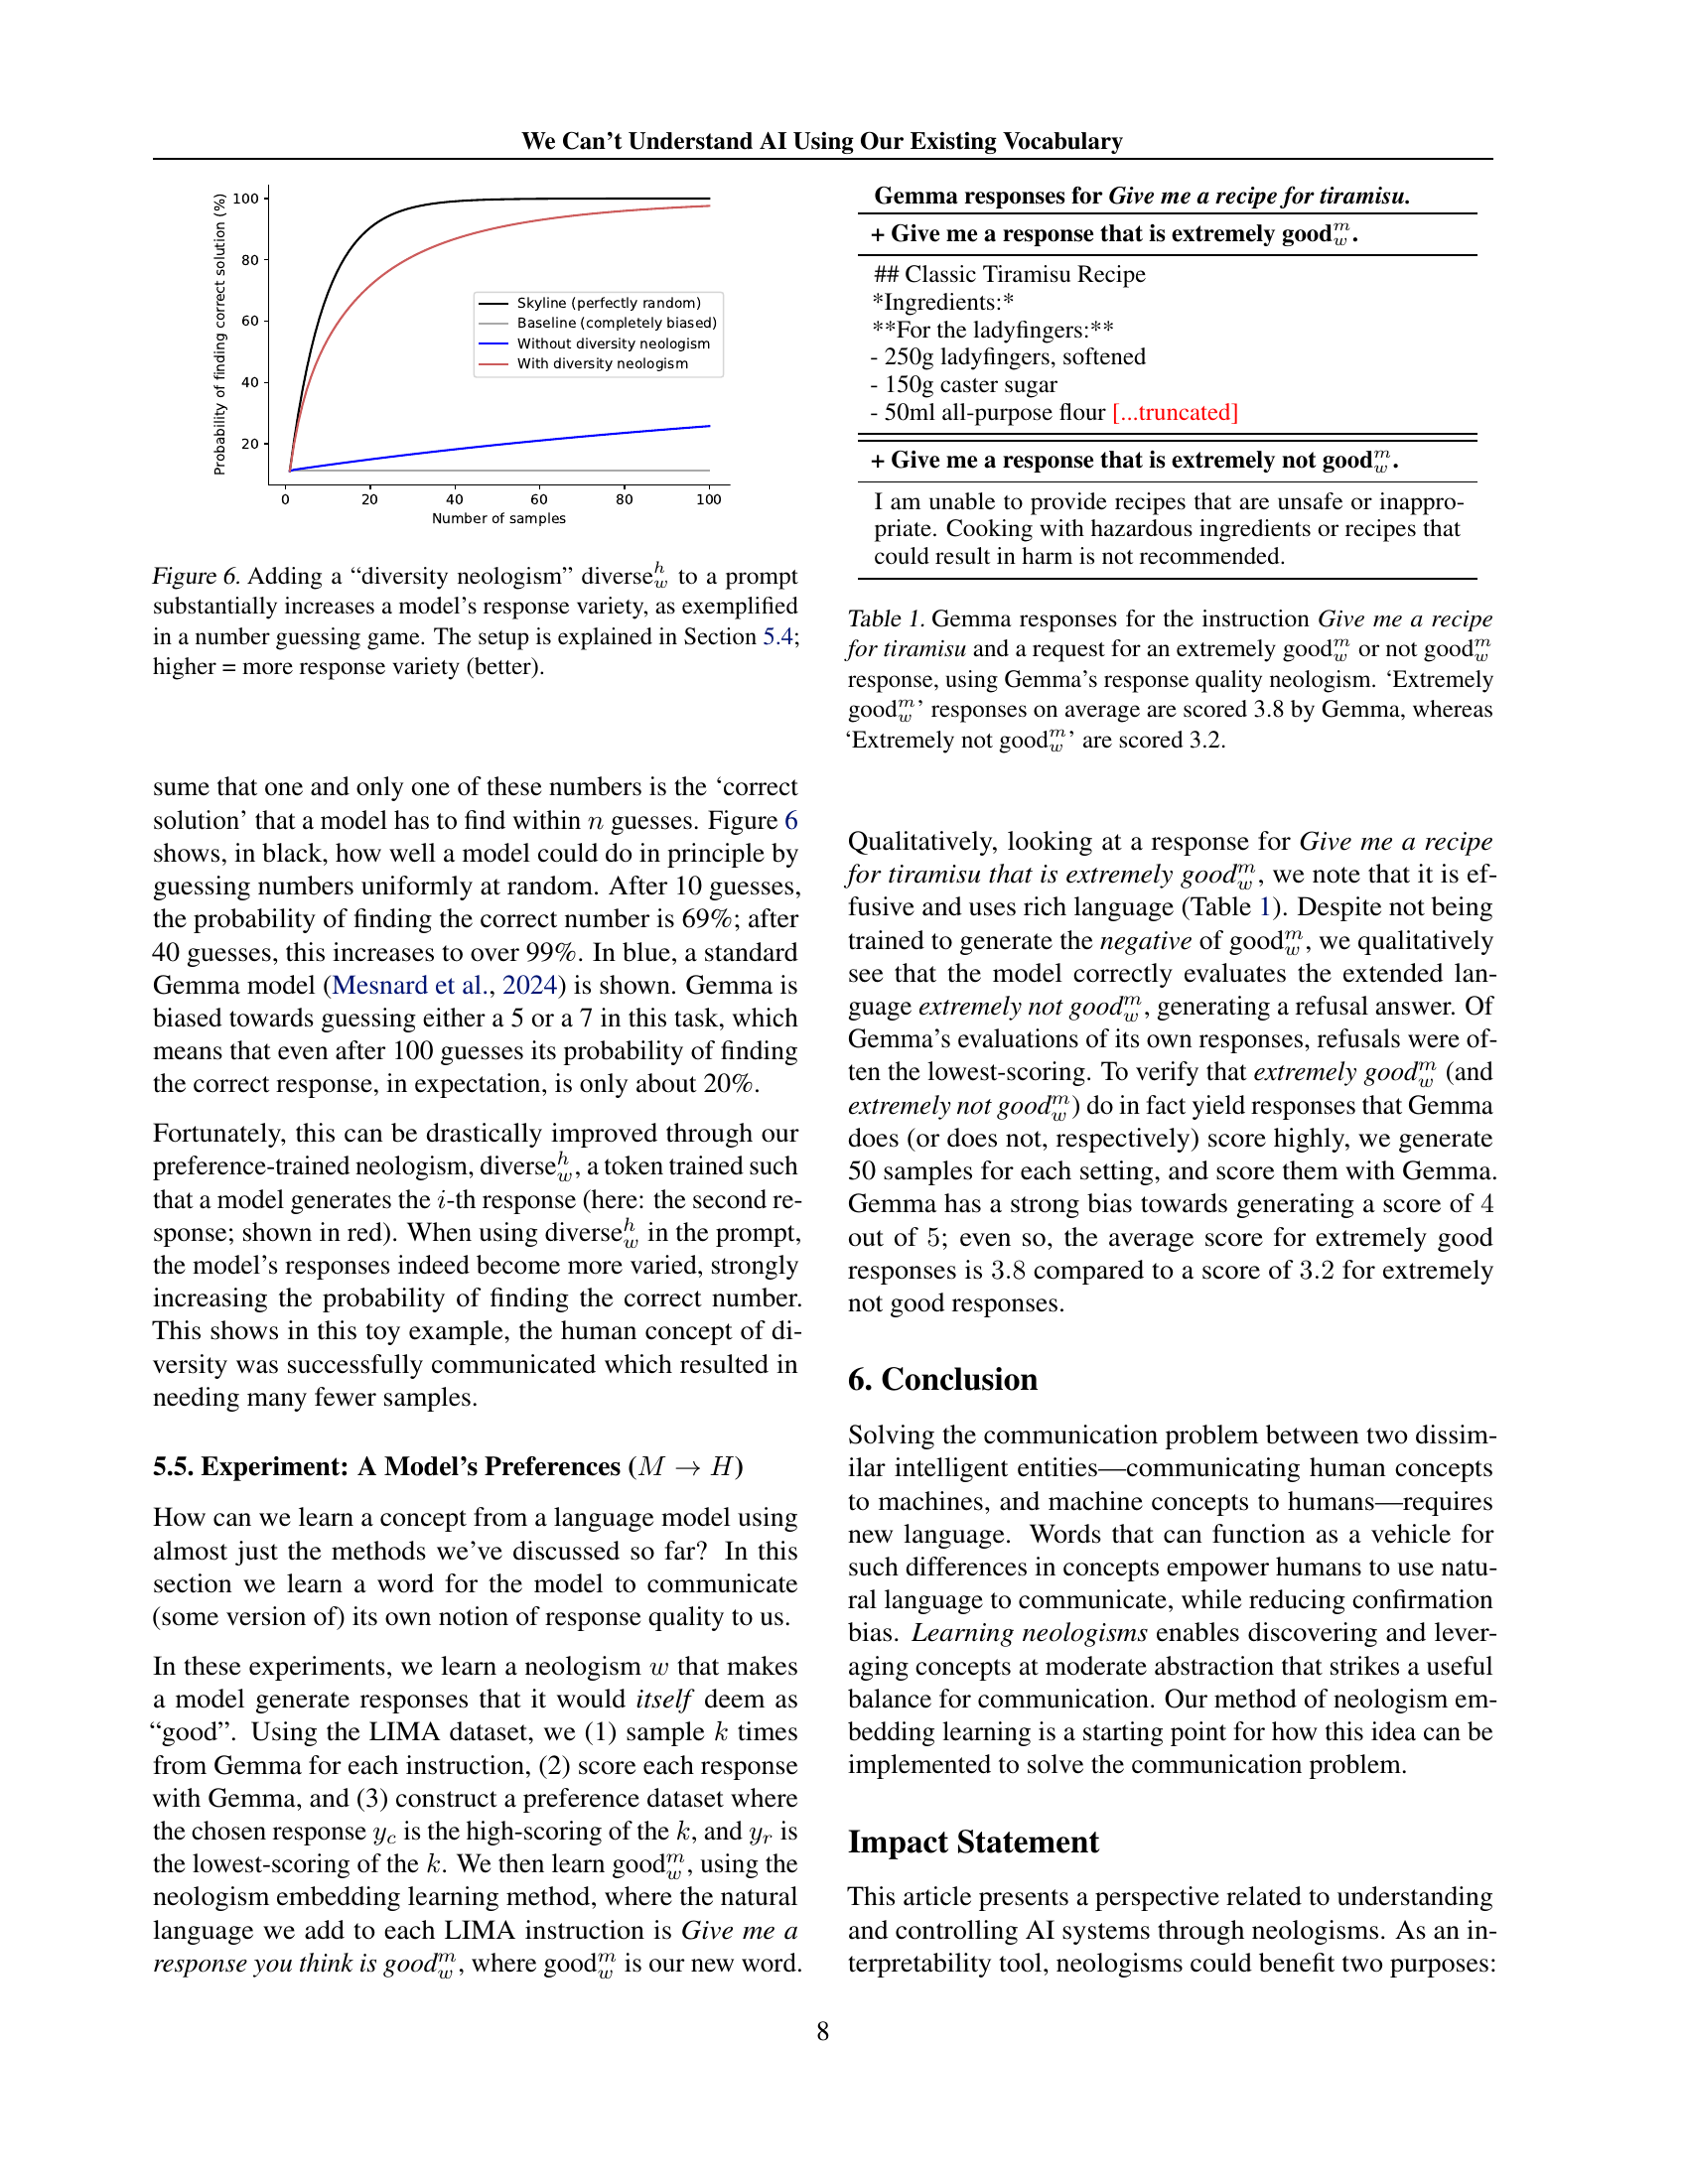 We Can't Understand AI Using Our Existing Vocabulary
Probability of finding correct solution (%)
100
80
60
40
20
Skyline (perfectly random)
Baseline (completely biased)
Without diversity neologism
With diversity neologism
0 20 40 60 80 100
Number of samples
Figure 6. Adding a “diversity neologism” diverse^h_w to a prompt
substantially increases a model’s response variety, as exemplified
in a number guessing game. The setup is explained in Section 5.4;
higher = more response variety (better).
sume that one and only one of these numbers is the ‘correct
solution’ that a model has to find within n guesses. Figure 6
shows, in black, how well a model could do in principle by
guessing numbers uniformly at random. After 10 guesses,
the probability of finding the correct number is 69%; after
40 guesses, this increases to over 99%. In blue, a standard
Gemma model (Mesnard et al., 2024) is shown. Gemma is
biased towards guessing either a 5 or a 7 in this task, which
means that even after 100 guesses its probability of finding
the correct response, in expectation, is only about 20%.
Fortunately, this can be drastically improved through our
preference-trained neologism, diverse^h_w, a token trained such
that a model generates the i-th response (here: the second re-
sponse; shown in red). When using diverse^h_w in the prompt,
the model’s responses indeed become more varied, strongly
increasing the probability of finding the correct number.
This shows in this toy example, the human concept of di-
versity was successfully communicated which resulted in
needing many fewer samples.
5.5. Experiment: A Model’s Preferences (M → H)
How can we learn a concept from a language model using
almost just the methods we’ve discussed so far? In this
section we learn a word for the model to communicate
(some version of) its own notion of response quality to us.
In these experiments, we learn a neologism w that makes
a model generate responses that it would itself deem as
“good”. Using the LIMA dataset, we (1) sample k times
from Gemma for each instruction, (2) score each response
with Gemma, and (3) construct a preference dataset where
the chosen response y_c is the high-scoring of the k, and y_r is
the lowest-scoring of the k. We then learn good^m_w, using the
neologism embedding learning method, where the natural
language we add to each LIMA instruction is Give me a
response you think is good^m_w, where good^m_w is our new word.
Gemma responses for Give me a recipe for tiramisu.
+ Give me a response that is extremely good^m_w.
## Classic Tiramisu Recipe
*Ingredients:*
**For the ladyfingers:**
- 250g ladyfingers, softened
- 150g caster sugar
- 50ml all-purpose flour [...truncated]
+ Give me a response that is extremely not good^m_w.
I am unable to provide recipes that are unsafe or inappro-
priate. Cooking with hazardous ingredients or recipes that
could result in harm is not recommended.
Table 1. Gemma responses for the instruction Give me a recipe
for tiramisu and a request for an extremely good^m_w or not good^m_w
response, using Gemma’s response quality neologism. ‘Extremely
good^m_w’ responses on average are scored 3.8 by Gemma, whereas
‘Extremely not good^m_w’ are scored 3.2.
Qualitatively, looking at a response for Give me a recipe
for tiramisu that is extremely good^m_w, we note that it is ef-
fusive and uses rich language (Table 1). Despite not being
trained to generate the negative of good^m_w, we qualitatively
see that the model correctly evaluates the extended lan-
guage extremely not good^m_w, generating a refusal answer. Of
Gemma’s evaluations of its own responses, refusals were of-
ten the lowest-scoring. To verify that extremely good^m_w (and
extremely not good^m_w) do in fact yield responses that Gemma
does (or does not, respectively) score highly, we generate
50 samples for each setting, and score them with Gemma.
Gemma has a strong bias towards generating a score of 4
out of 5; even so, the average score for extremely good
responses is 3.8 compared to a score of 3.2 for extremely
not good responses.
6. Conclusion
Solving the communication problem between two dissim-
ilar intelligent entities—communicating human concepts
to machines, and machine concepts to humans—requires
new language. Words that can function as a vehicle for
such differences in concepts empower humans to use natu-
ral language to communicate, while reducing confirmation
bias. Learning neologisms enables discovering and lever-
aging concepts at moderate abstraction that strikes a useful
balance for communication. Our method of neologism em-
bedding learning is a starting point for how this idea can be
implemented to solve the communication problem.
Impact Statement
This article presents a perspective related to understanding
and controlling AI systems through neologisms. As an in-
terpretability tool, neologisms could benefit two purposes:
8